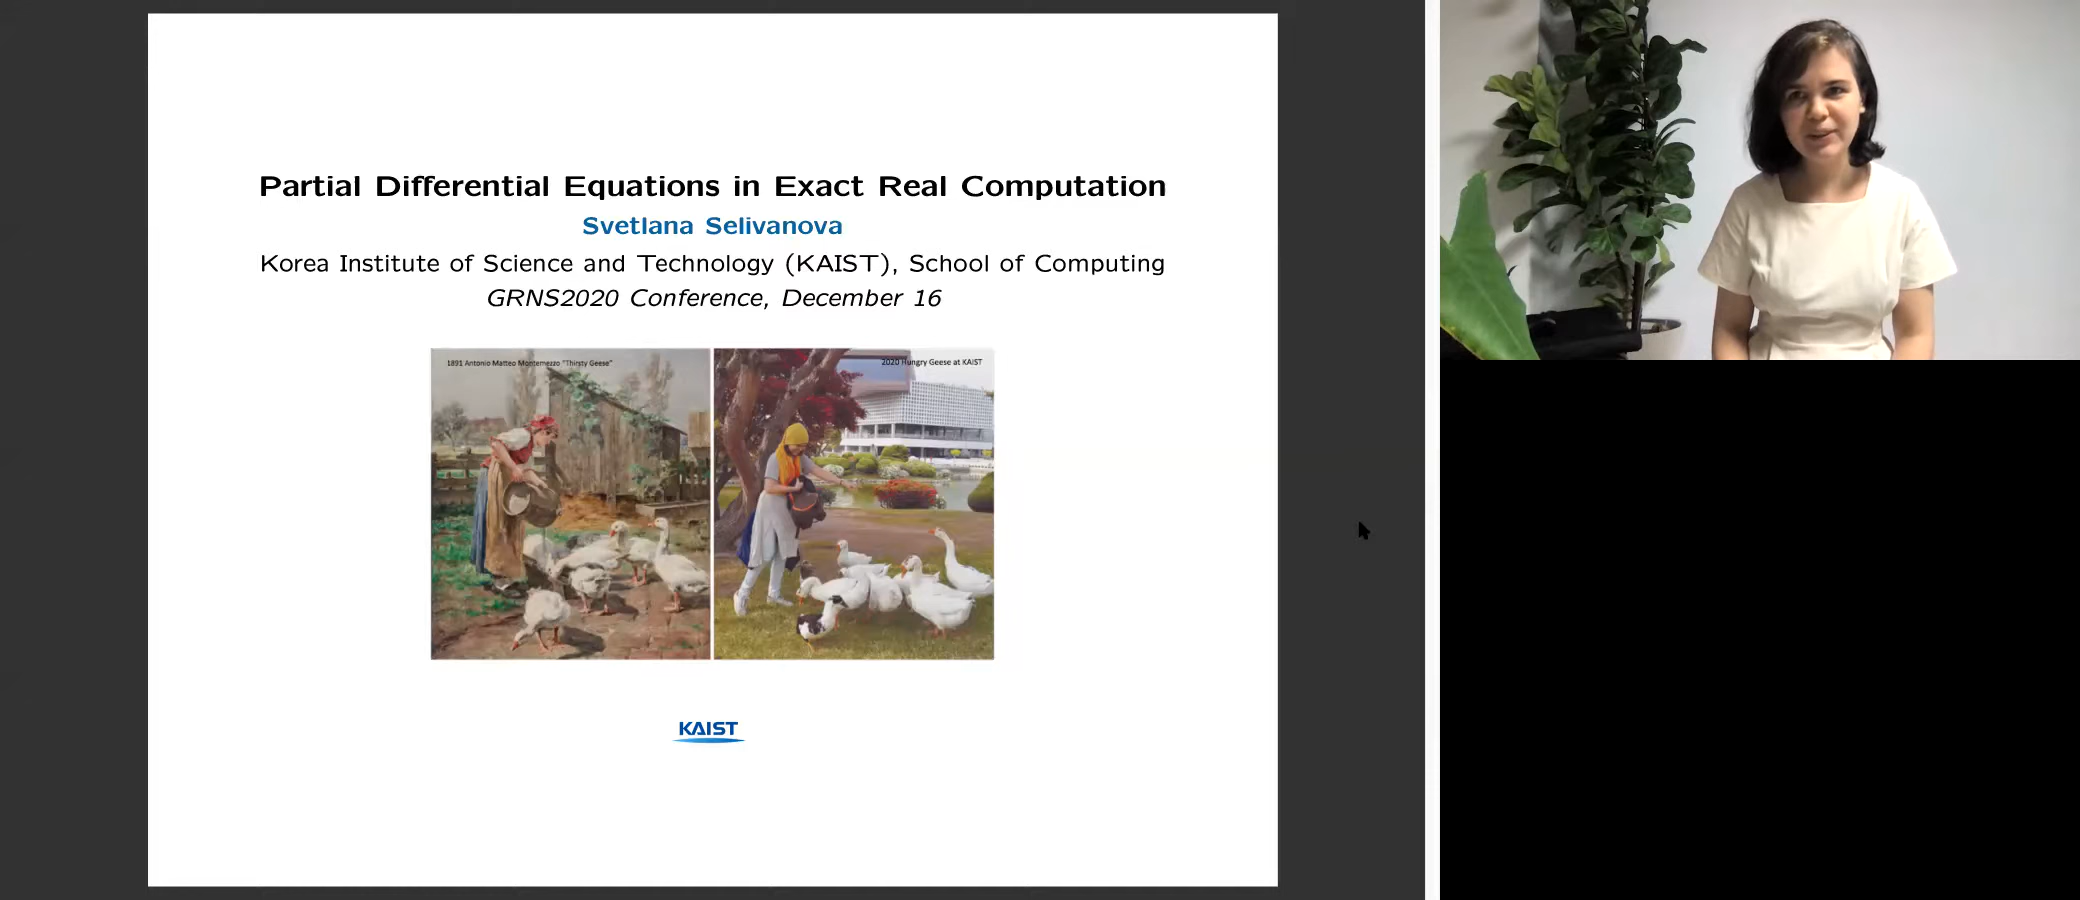 Partial Differential Equations in Exact Real Computation
Svetlana Selivanova
Korea Institute of Science and Technology (KAIST), School of Computing
GRNS2020 Conference, December 16
1891 Antonio Matteo Montemezzo "Thirsty Geese"
2020 Hungry Geese at KAIST
KAIST